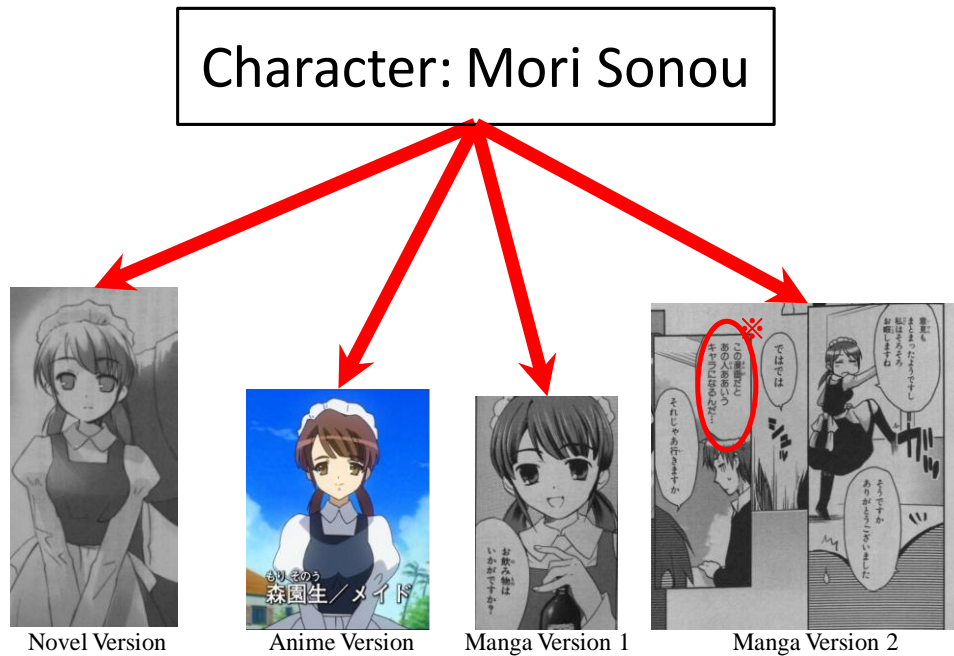 Character: Mori Sonou
※
意見も
まとまったようですし
私はそろそろ
お暇しますね
ではでは
この漫画だと
あの人ああいう
キャラになるんだ…
それじゃあ行きますか
そうですか
ありがとうございました
お飲み物は
いかがですか?
もり そのう
森園生／メイド
Novel Version
Anime Version
Manga Version 1
Manga Version 2